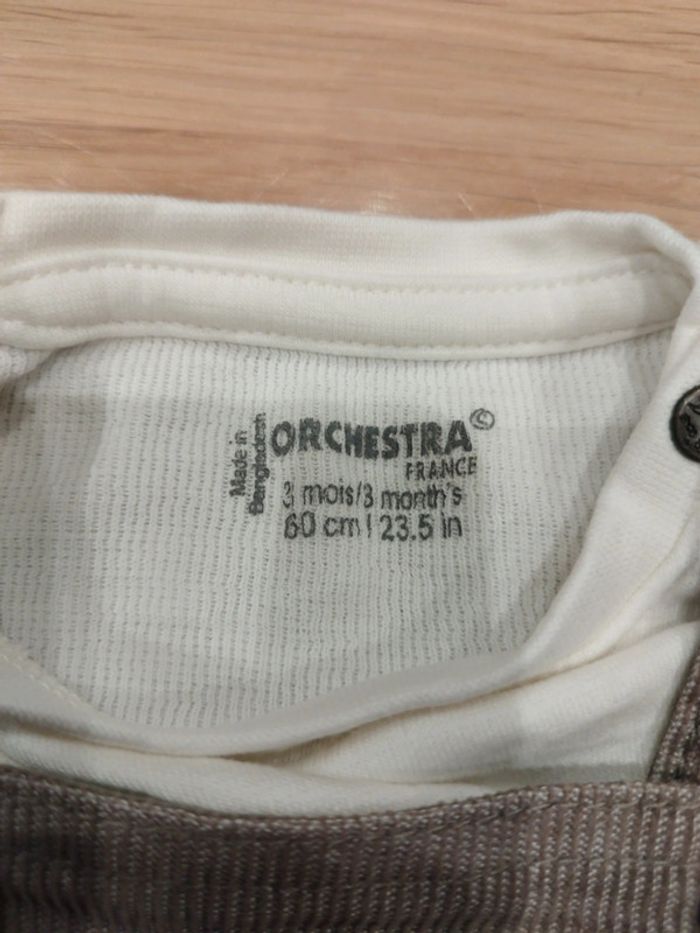 Made in
Bangladesh
ORCHESTRA©
FRANCE
3 mois/3 month's
60 cm / 23.5 in